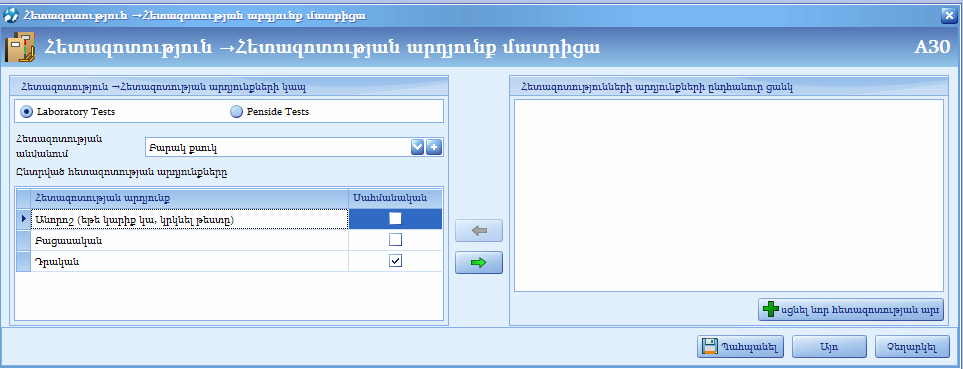 Հետազոտություն →Հետազոտության արդյունք մատրիցա
Հետազոտություն →Հետազոտության արդյունք մատրիցա
A30
Հետազոտություն →Հետազոտության արդյունքների կապ
Laboratory Tests
Penside Tests
Հետազոտության
անվանում
Բարակ քսուկ
Ընտրված հետազոտության արդյունքները
Հետազոտության արդյունք
Սահմանական
Անորոշ (եթե կարիք կա, կրկնել թեստը)
Բացասական
Դրական
Հետազոտությունների արդյունքների ընդհանուր ցանկ
ացնել նոր հետազոտության արւ
Պահպանել
Այո
Չեղարկել